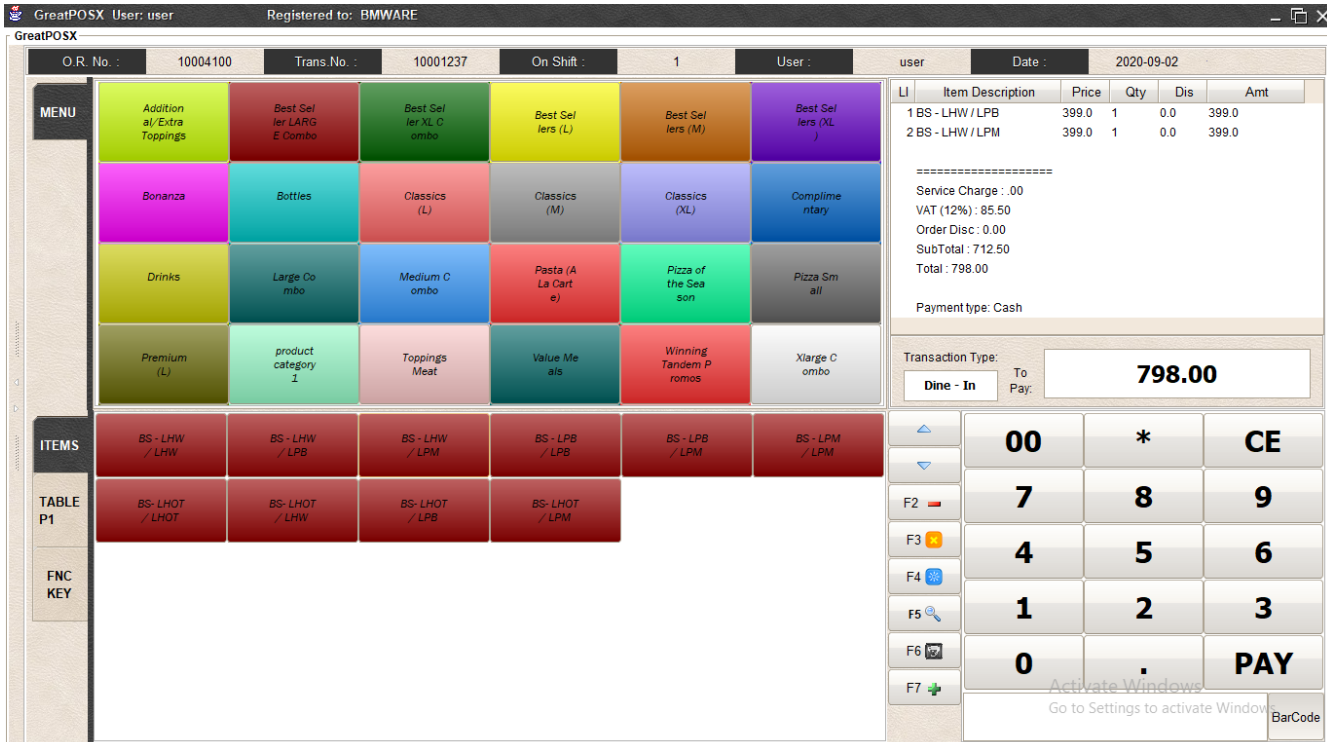 GreatPOSX User: user Registered to: BMWARE
GreatPOSX
O.R. No. : 10004100 Trans.No. : 10001237 On Shift : 1 User : user Date : 2020-09-02
MENU
Addition
al/Extra
Toppings
Best Sel
ler LARG
E Combo
Best Sel
ler XL C
ombo
Best Sel
lers (L)
Best Sel
lers (M)
Best Sel
lers (XL
)
Bonanza
Bottles
Classics
(L)
Classics
(M)
Classics
(XL)
Complime
ntary
Drinks
Large Co
mbo
Medium C
ombo
Pasta (A
La Cart
e)
Pizza of
the Sea
son
Pizza Sm
all
Premium
(L)
product
category
1
Toppings
Meat
Value Me
als
Winning
Tandem P
romos
Xlarge C
ombo
LI Item Description Price Qty Dis Amt
1 BS - LHW / LPB 399.0 1 0.0 399.0
2 BS - LHW / LPM 399.0 1 0.0 399.0
=====================
Service Charge : .00
VAT (12%) : 85.50
Order Disc : 0.00
SubTotal : 712.50
Total : 798.00
Payment type: Cash
Transaction Type:
Dine - In
To
Pay:
798.00
ITEMS
TABLE
P1
FNC
KEY
BS - LHW
/ LHW
BS - LHW
/ LPB
BS - LHW
/ LPM
BS - LPB
/ LPB
BS - LPB
/ LPM
BS - LPM
/ LPM
BS- LHOT
/ LHOT
BS- LHOT
/ LHW
BS- LHOT
/ LPB
BS- LHOT
/ LPM
F2
F3
F4
F5
F6
F7
00 * CE
7 8 9
4 5 6
1 2 3
0 . PAY
Activate Windows
Go to Settings to activate Windows
BarCode